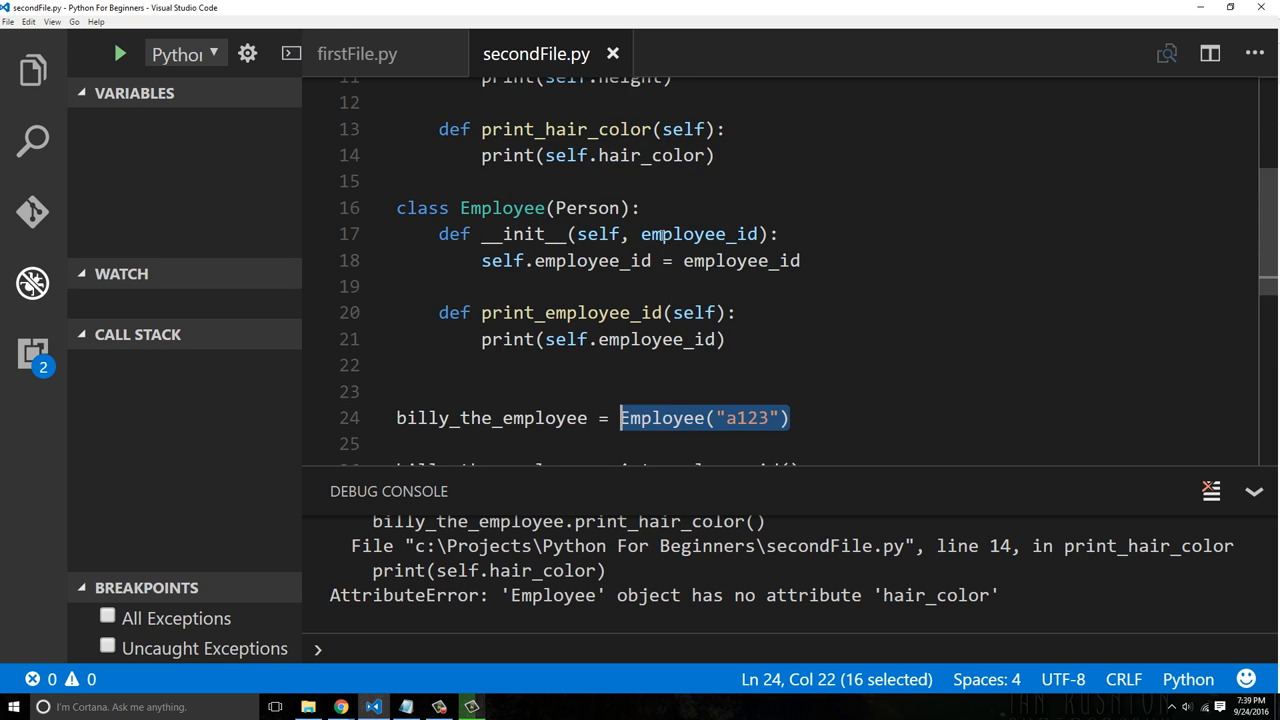 secondFile.py - Python For Beginners - Visual Studio Code
File Edit View Go Help
Pythor
firstFile.py
secondFile.py
VARIABLES
WATCH
CALL STACK
2
BREAKPOINTS
All Exceptions
Uncaught Exceptions
11 print(self.height)
12
13 def print_hair_color(self):
14 print(self.hair_color)
15
16 class Employee(Person):
17 def __init__(self, employee_id):
18 self.employee_id = employee_id
19
20 def print_employee_id(self):
21 print(self.employee_id)
22
23
24 billy_the_employee = Employee("a123")
25
DEBUG CONSOLE
billy_the_employee.print_hair_color()
File "c:\Projects\Python For Beginners\secondFile.py", line 14, in print_hair_color
print(self.hair_color)
AttributeError: 'Employee' object has no attribute 'hair_color'
0 0
Ln 24, Col 22 (16 selected) Spaces: 4 UTF-8 CRLF Python
I'm Cortana. Ask me anything.
7:39 PM
9/24/2016